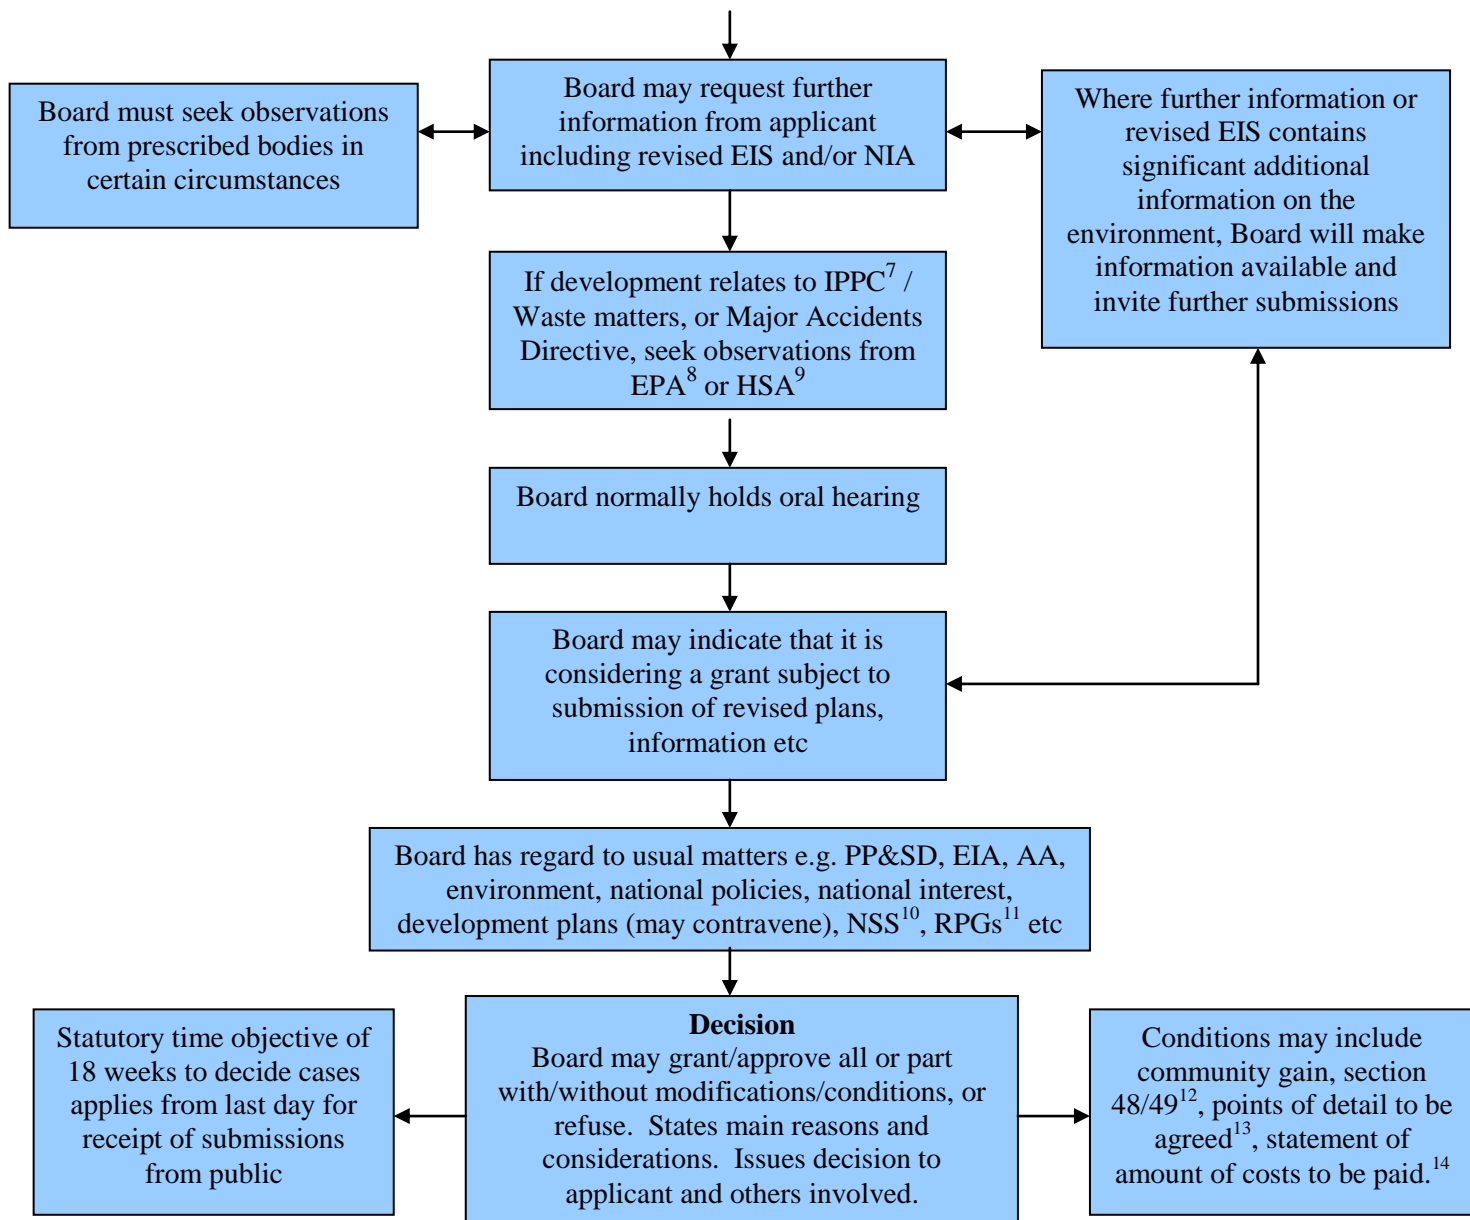 Board must seek observations
from prescribed bodies in
certain circumstances
Board may request further
information from applicant
including revised EIS and/or NIA
Where further information or
revised EIS contains
significant additional
information on the
environment, Board will make
information available and
invite further submissions
If development relates to IPPC7 /
Waste matters, or Major Accidents
Directive, seek observations from
EPA8 or HSA9
Board normally holds oral hearing
Board may indicate that it is
considering a grant subject to
submission of revised plans,
information etc
Board has regard to usual matters e.g. PP&SD, EIA, AA,
environment, national policies, national interest,
development plans (may contravene), NSS10, RPGs11 etc
Statutory time objective of
18 weeks to decide cases
applies from last day for
receipt of submissions
from public
Decision
Board may grant/approve all or part
with/without modifications/conditions, or
refuse.  States main reasons and
considerations.  Issues decision to
applicant and others involved.
Conditions may include
community gain, section
48/4912, points of detail to be
agreed13, statement of
amount of costs to be paid.14